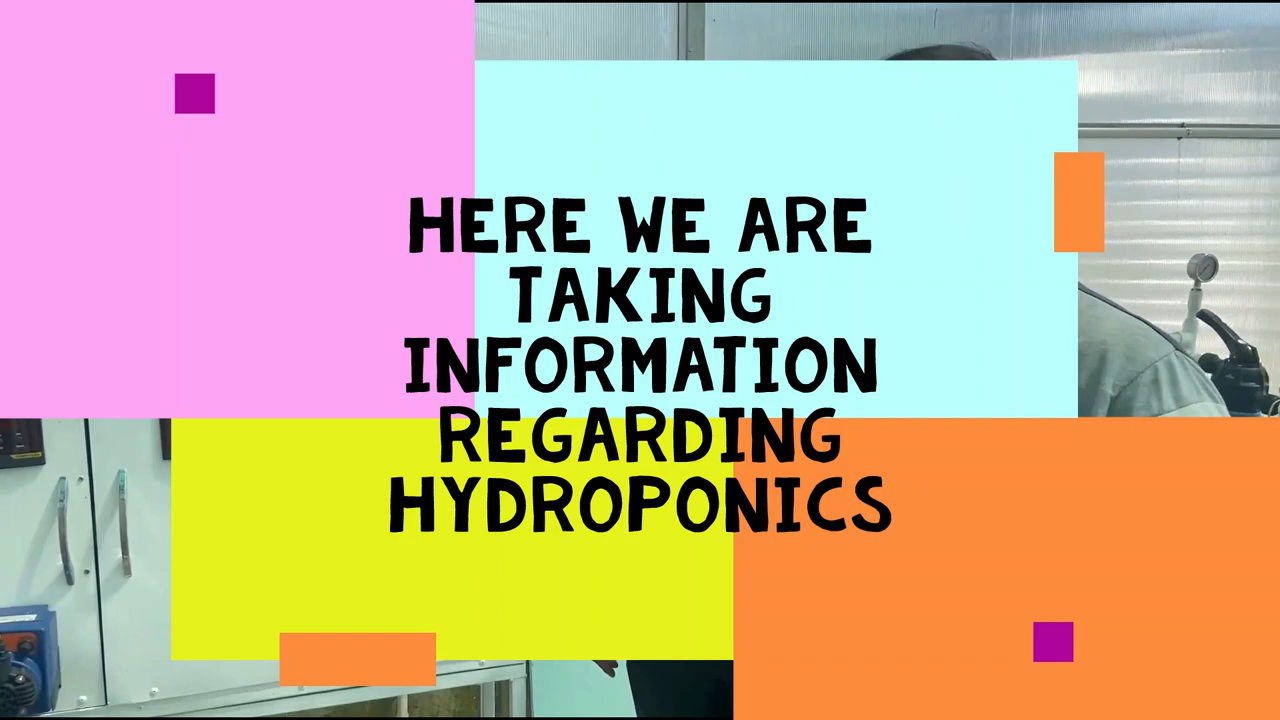 HERE WE ARE
TAKING
INFORMATION
REGARDING
HYDROPONICS